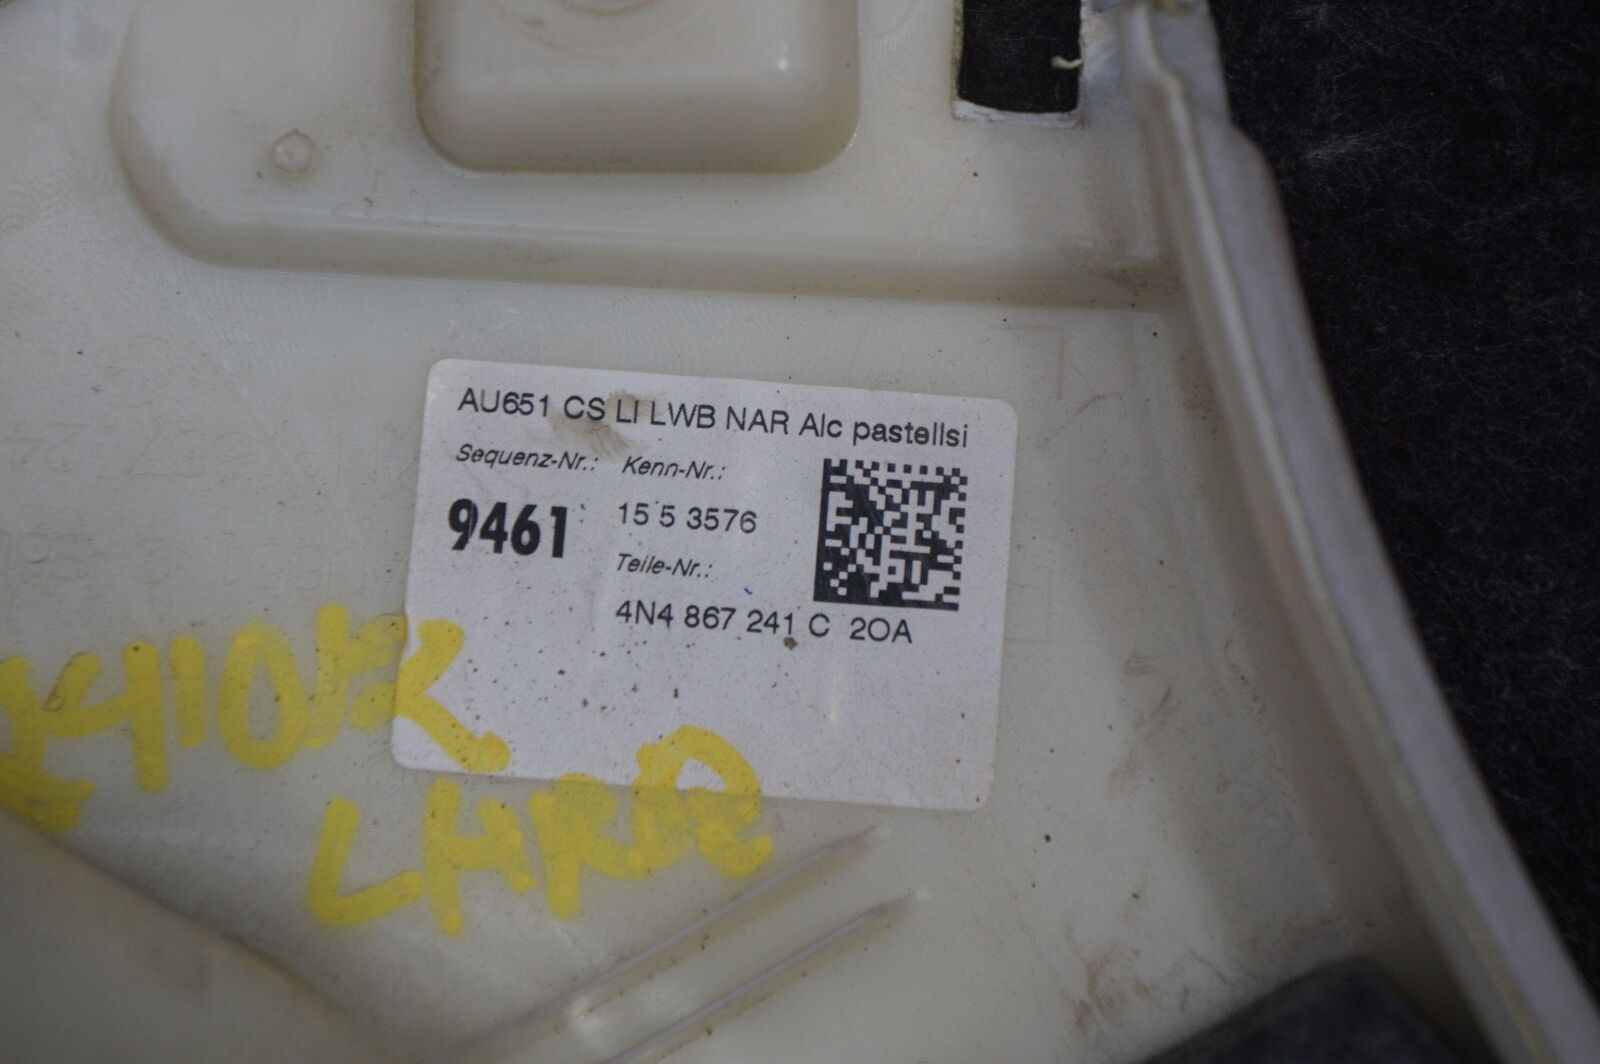 AU651 CS LI LWB NAR Alc pastellsi
Sequenz-Nr.: Kenn-Nr.:
9461 15 5 3576
Teile-Nr.:
4N4 867 241 C 2OA